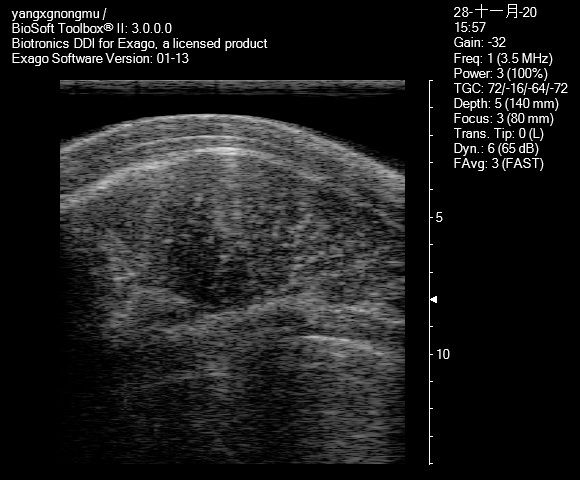 yangxgnongmu /
BioSoft Toolbox® II: 3.0.0.0
Biotronics DDI for Exago, a licensed product
Exago Software Version: 01-13
28-十一月-20
15:57
Gain: -32
Freq: 1 (3.5 MHz)
Power: 3 (100%)
TGC: 72/-16/-64/-72
Depth: 5 (140 mm)
Focus: 3 (80 mm)
Trans. Tip: 0 (L)
Dyn.: 6 (65 dB)
FAvg: 3 (FAST)
5
10